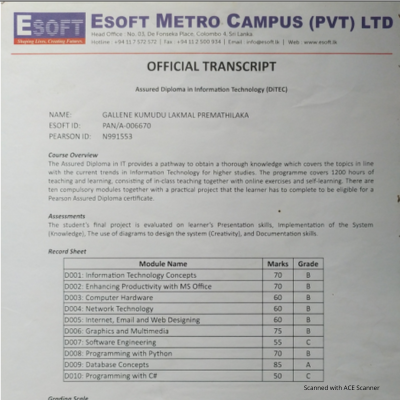 ESOFT
Shaping Lives, Creating Futures
ESOFT METRO CAMPUS (PVT) LTD
Head Office : No. 03, De Fonseka Place, Colombo 4, Sri Lanka
Hotline : +94 117 572 572 | Fax : +94 11 2 509 934 | Email : info@esoft.lk | Web : www.esoft.lk
OFFICIAL TRANSCRIPT
Assured Diploma in Information Technology (DiTEC)
NAME: GALLENE KUMUDU LAKMAL PREMATHILAKA
ESOFT ID: PAN/A-006670
PEARSON ID: N991553
Course Overview
The Assured Diploma in IT provides a pathway to obtain a thorough knowledge which covers the topics in line
with the current trends in Information Technology for higher studies. The programme covers 1200 hours of
teaching and learning, consisting of in-class teaching together with online exercises and self-learning. There are
ten compulsory modules together with a practical project that the learner has to complete to be eligible for a
Pearson Assured Diploma certificate.
Assessments
The student's final project is evaluated on learner's Presentation skills, Implementation of the System
(Knowledge), The use of diagrams to design the system (Creativity), and Documentation skills.
Record Sheet
Module Name Marks Grade
D001: Information Technology Concepts 70 B
D002: Enhancing Productivity with MS Office 70 B
D003: Computer Hardware 60 B
D004: Network Technology 60 B
D005: Internet, Email and Web Designing 60 B
D006: Graphics and Multimedia 75 B
D007: Software Engineering 55 C
D008: Programming with Python 70 B
D009: Database Concepts 85 A
D010: Programming with C# 50 C
Scanned with ACE Scanner
Grading Scale